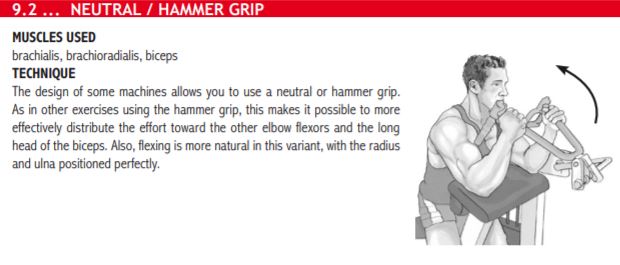 9.2 ... NEUTRAL / HAMMER GRIP
MUSCLES USED
brachialis, brachioradialis, biceps
TECHNIQUE
The design of some machines allows you to use a neutral or hammer grip.
As in other exercises using the hammer grip, this makes it possible to more
effectively distribute the effort toward the other elbow flexors and the long
head of the biceps. Also, flexing is more natural in this variant, with the radius
and ulna positioned perfectly.